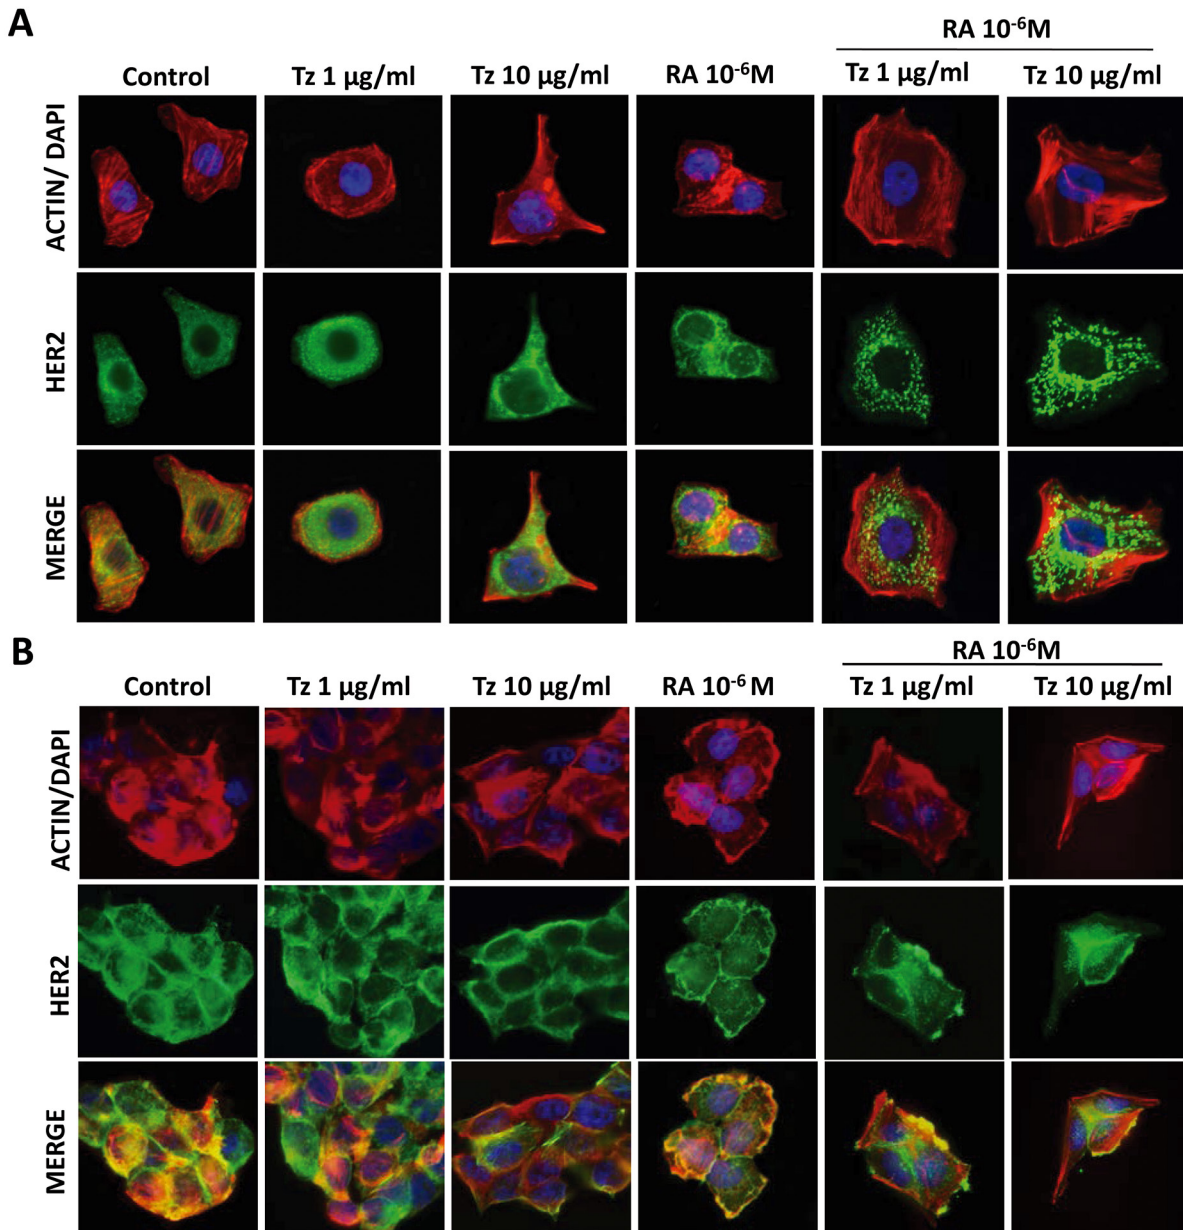 A
RA 10⁻⁶M
Control Tz 1 µg/ml Tz 10 µg/ml RA 10⁻⁶M Tz 1 µg/ml Tz 10 µg/ml
ACTIN/ DAPI
HER2
MERGE
B
RA 10⁻⁶M
Control Tz 1 µg/ml Tz 10 µg/ml RA 10⁻⁶ M Tz 1 µg/ml Tz 10 µg/ml
ACTIN/DAPI
HER2
MERGE